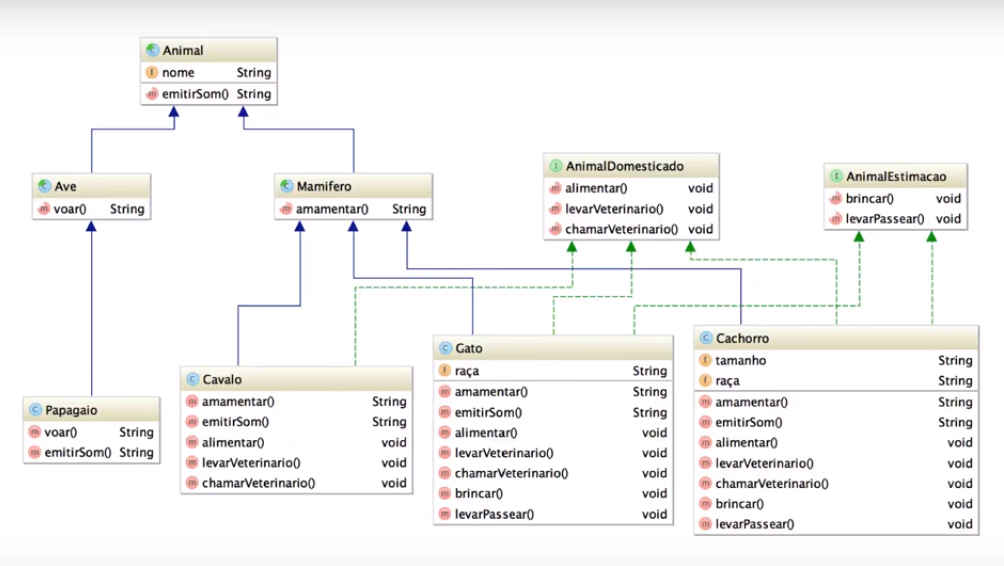 Animal
nome String
emitirSom() String
Ave
voar() String
Mamifero
amamentar() String
AnimalDomesticado
alimentar() void
levarVeterinario() void
chamarVeterinario() void
AnimalEstimacao
brincar() void
levarPassear() void
Papagaio
voar() String
emitirSom() String
Cavalo
amamentar() String
emitirSom() String
alimentar() void
levarVeterinario() void
chamarVeterinario() void
Gato
raça String
amamentar() String
emitirSom() String
alimentar() void
levarVeterinario() void
chamarVeterinario() void
brincar() void
levarPassear() void
Cachorro
tamanho String
raça String
amamentar() String
emitirSom() String
alimentar() void
levarVeterinario() void
chamarVeterinario() void
brincar() void
levarPassear() void